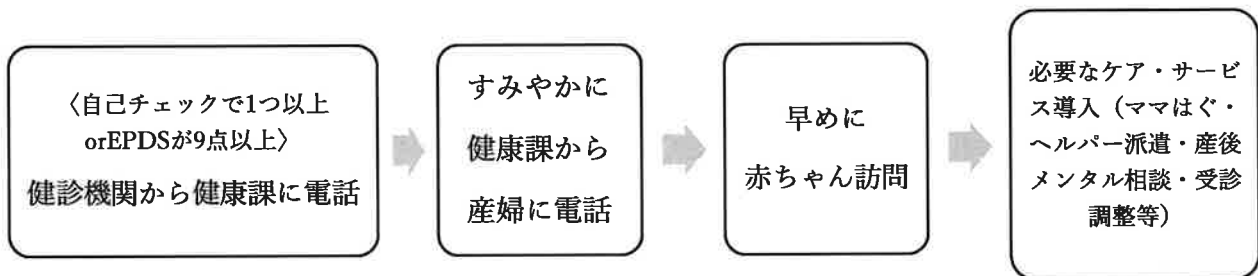 〈自己チェックで1つ以上
orEPDSが9点以上〉
健診機関から健康課に電話
すみやかに
健康課から
産婦に電話
早めに
赤ちゃん訪問
必要なケア・サービ
ス導入（ママはぐ・
ヘルパー派遣・産後
メンタル相談・受診
調整等）